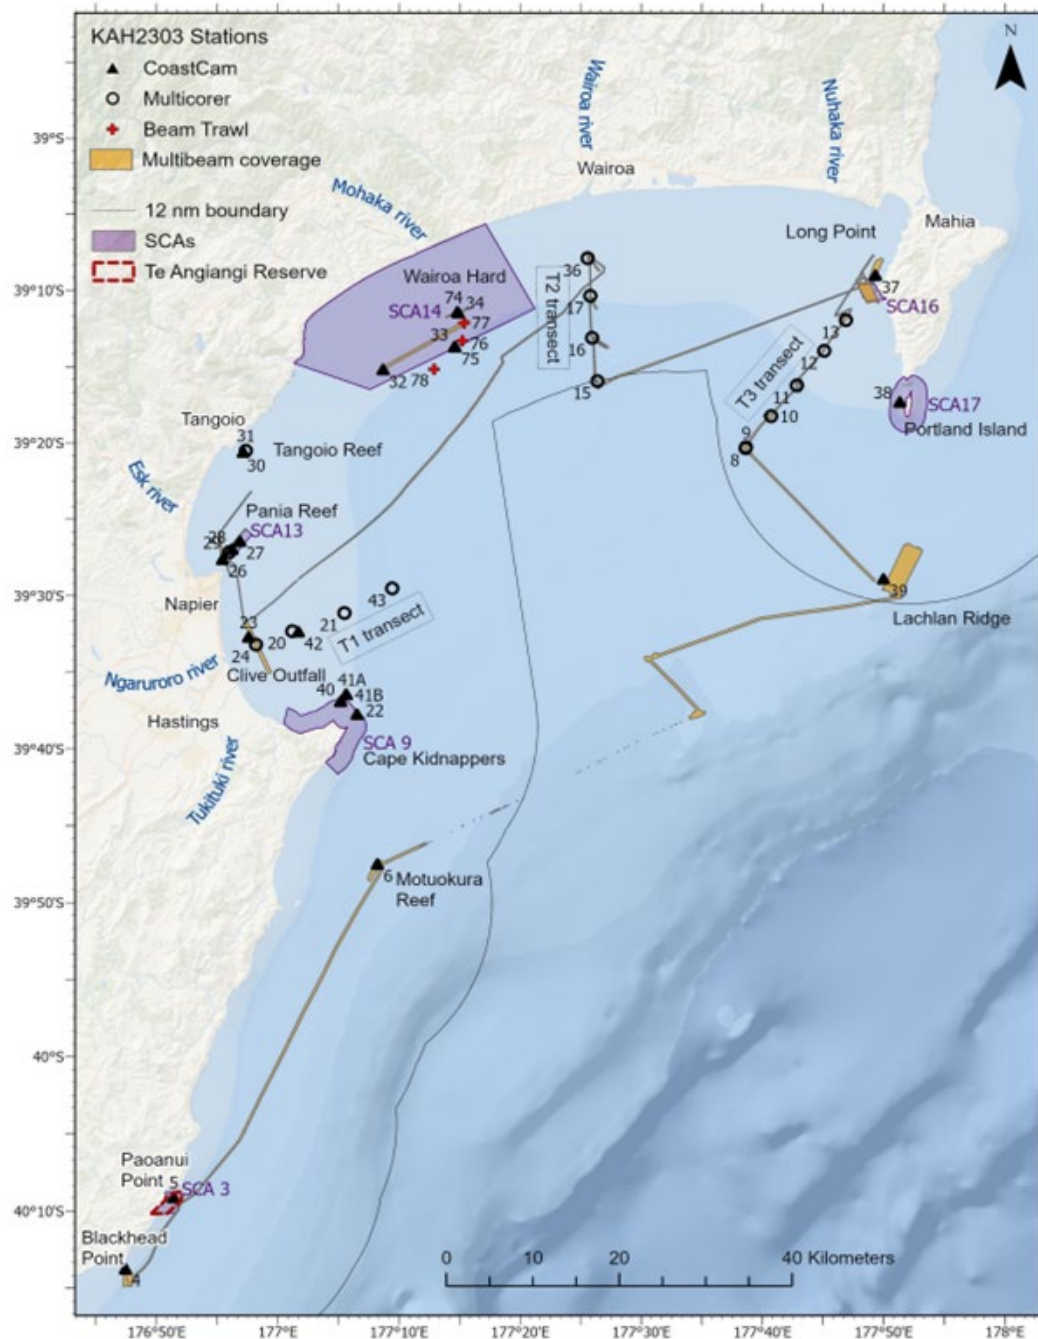 KAH2303 Stations
CoastCam
Multicorer
Beam Trawl
Multibeam coverage
12 nm boundary
SCAs
Te Angiangi Reserve
N
Wairoa river
Nuhaka river
39°S
Wairoa
Mohaka river
Mahia
Long Point
36
Wairoa Hard
37
39°10'S
74 34
SCA14
17
SCA16
77
33
T2 transect
13
76
16
75
12
T3 transect
32
78
11
15
10
38
SCA17
Tangoio
Portland Island
39°20'S
31
Tangoio Reef
9
30
8
Esk river
Pania Reef
28
SCA13
29
27
26
39
39°30'S
Napier
43
Lachlan Ridge
21
T1 transect
23
20
42
24
Clive Outfall
Ngaruroro river
41A
40
41B
Hastings
22
39°40'S
SCA 9
Cape Kidnappers
Tukituki river
6
Motuokura
Reef
39°50'S
40°S
Paoanui
Point 5
SCA 3
40°10'S
Blackhead
Point
4
0 10 20 40 Kilometers
176°50'E 177°E 177°10'E 177°20'E 177°30'E 177°40'E 177°50'E 178°E